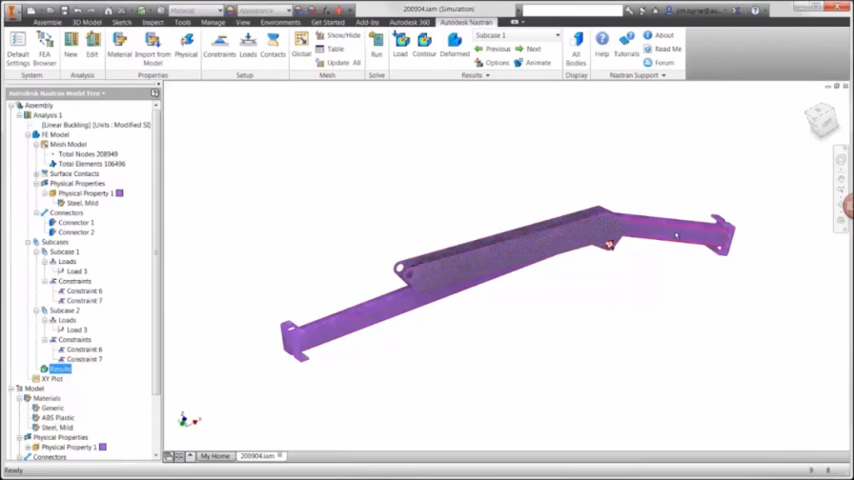 200904.iam (Simulation)
Material
Appearance
Assemble
3D Model
Sketch
Inspect
Tools
Manage
View
Environments
Get Started
Add-Ins
Autodesk 360
Autodesk Nastran
Default Settings
FEA Browser
New
Edit
Material
Import from Model
Physical
Constraints
Loads
Contacts
Global
Show/Hide
Table
Update All
Run
Load
Contour
Deformed
Subcase 1
Previous
Next
Options
Animate
All Bodies
Help
Tutorials
About
Read Me
Forum
System
Analysis
Properties
Setup
Mesh
Solve
Results
Display
Nastran Support
Autodesk Nastran Model Tree
Assembly
Analysis 1
[Linear Buckling] [Units : Modified SI]
FE Model
Mesh Model
Total Nodes 208949
Total Elements 106496
Surface Contacts
Physical Properties
Physical Property 1
Steel, Mild
Connectors
Connector 1
Connector 2
Subcases
Subcase 1
Loads
Load 3
Constraints
Constraint 6
Constraint 7
Subcase 2
Loads
Load 3
Constraints
Constraint 6
Constraint 7
Results
XY Plot
Model
Materials
Generic
ABS Plastic
Steel, Mild
Physical Properties
Physical Property 1
Connectors
My Home
200904.iam
Ready